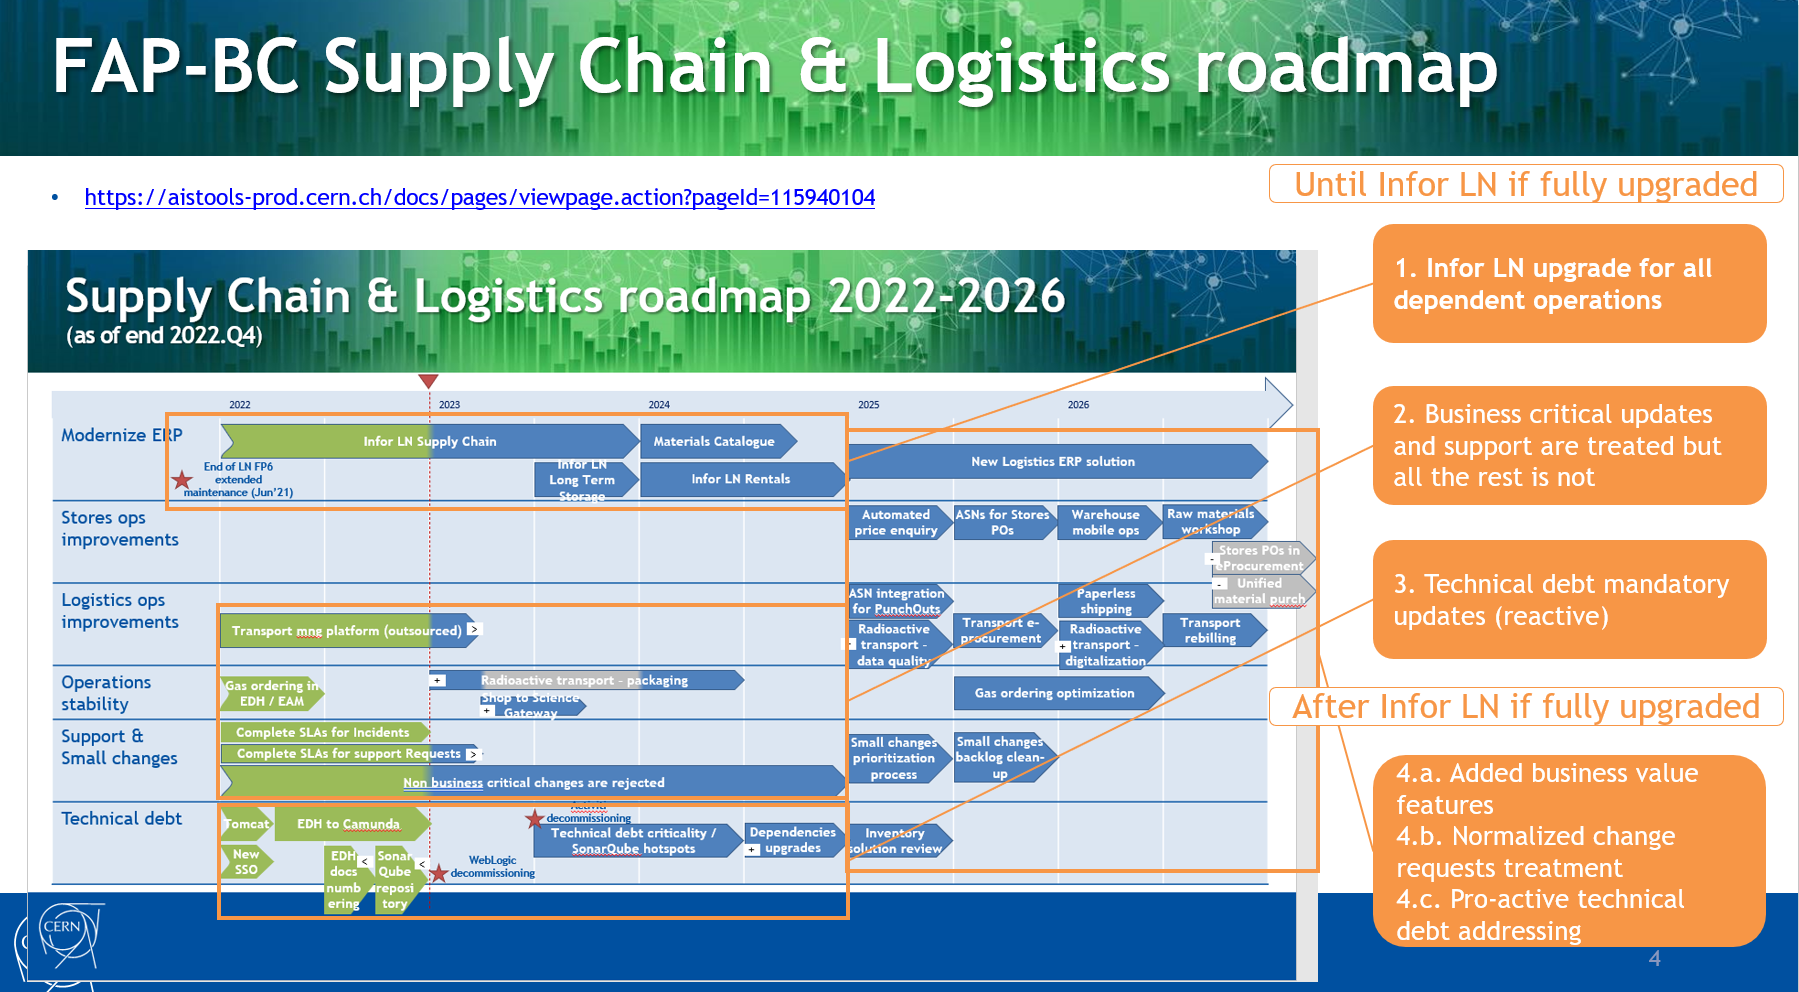 FAP-BC Supply Chain & Logistics roadmap
• https://aistools-prod.cern.ch/docs/pages/viewpage.action?pageId=115940104
Until Infor LN if fully upgraded
1. Infor LN upgrade for all
dependent operations
2. Business critical updates
and support are treated but
all the rest is not
3. Technical debt mandatory
updates (reactive)
After Infor LN if fully upgraded
4.a. Added business value
features
4.b. Normalized change
requests treatment
4.c. Pro-active technical
debt addressing
Supply Chain & Logistics roadmap 2022-2026
(as of end 2022.Q4)
2022 2023 2024 2025 2026
Modernize ERP
End of LN FP6
extended
maintenance (Jun'21)
Infor LN Supply Chain
Materials Catalogue
Infor LN
Long Term
Storage
Infor LN Rentals
New Logistics ERP solution
Stores ops
improvements
Automated
price enquiry
ASNs for Stores
POs
Warehouse
mobile ops
Raw materials
workshop
-
Stores POs in
eProcurement
-
Unified
material purch
Logistics ops
improvements
Transport mng platform (outsourced)
>
ASN integration
for PunchOuts
+
Radioactive
transport –
data quality
Transport e-
procurement
Paperless
shipping
+
Radioactive
transport –
digitalization
Transport
rebilling
Operations
stability
Gas ordering in
EDH / EAM
+
Radioactive transport – packaging
+
Shop to Science
Gateway
Gas ordering optimization
Support &
Small changes
Complete SLAs for Incidents
Complete SLAs for support Requests
>
Non business critical changes are rejected
Small changes
prioritization
process
Small changes
backlog clean-
up
Technical debt
Tomcat
EDH to Camunda
New
SSO
EDH
docs
numb
ering
<
Sonar
Qube
reposi
tory
<
WebLogic
decommissioning
Activiti
decommissioning
Technical debt criticality /
SonarQube hotspots
+
Dependencies
upgrades
Inventory
solution review
CERN
4